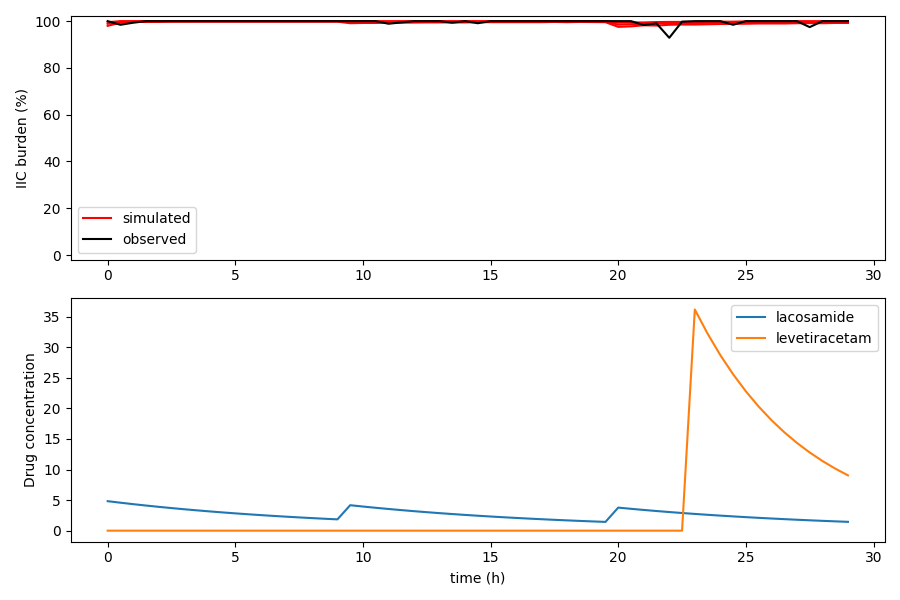 100
80
60
40
20
0
IIC burden (%)
simulated
observed
0 5 10 15 20 25 30
35
30
25
20
15
10
5
0
Drug concentration
lacosamide
levetiracetam
0 5 10 15 20 25 30
time (h)